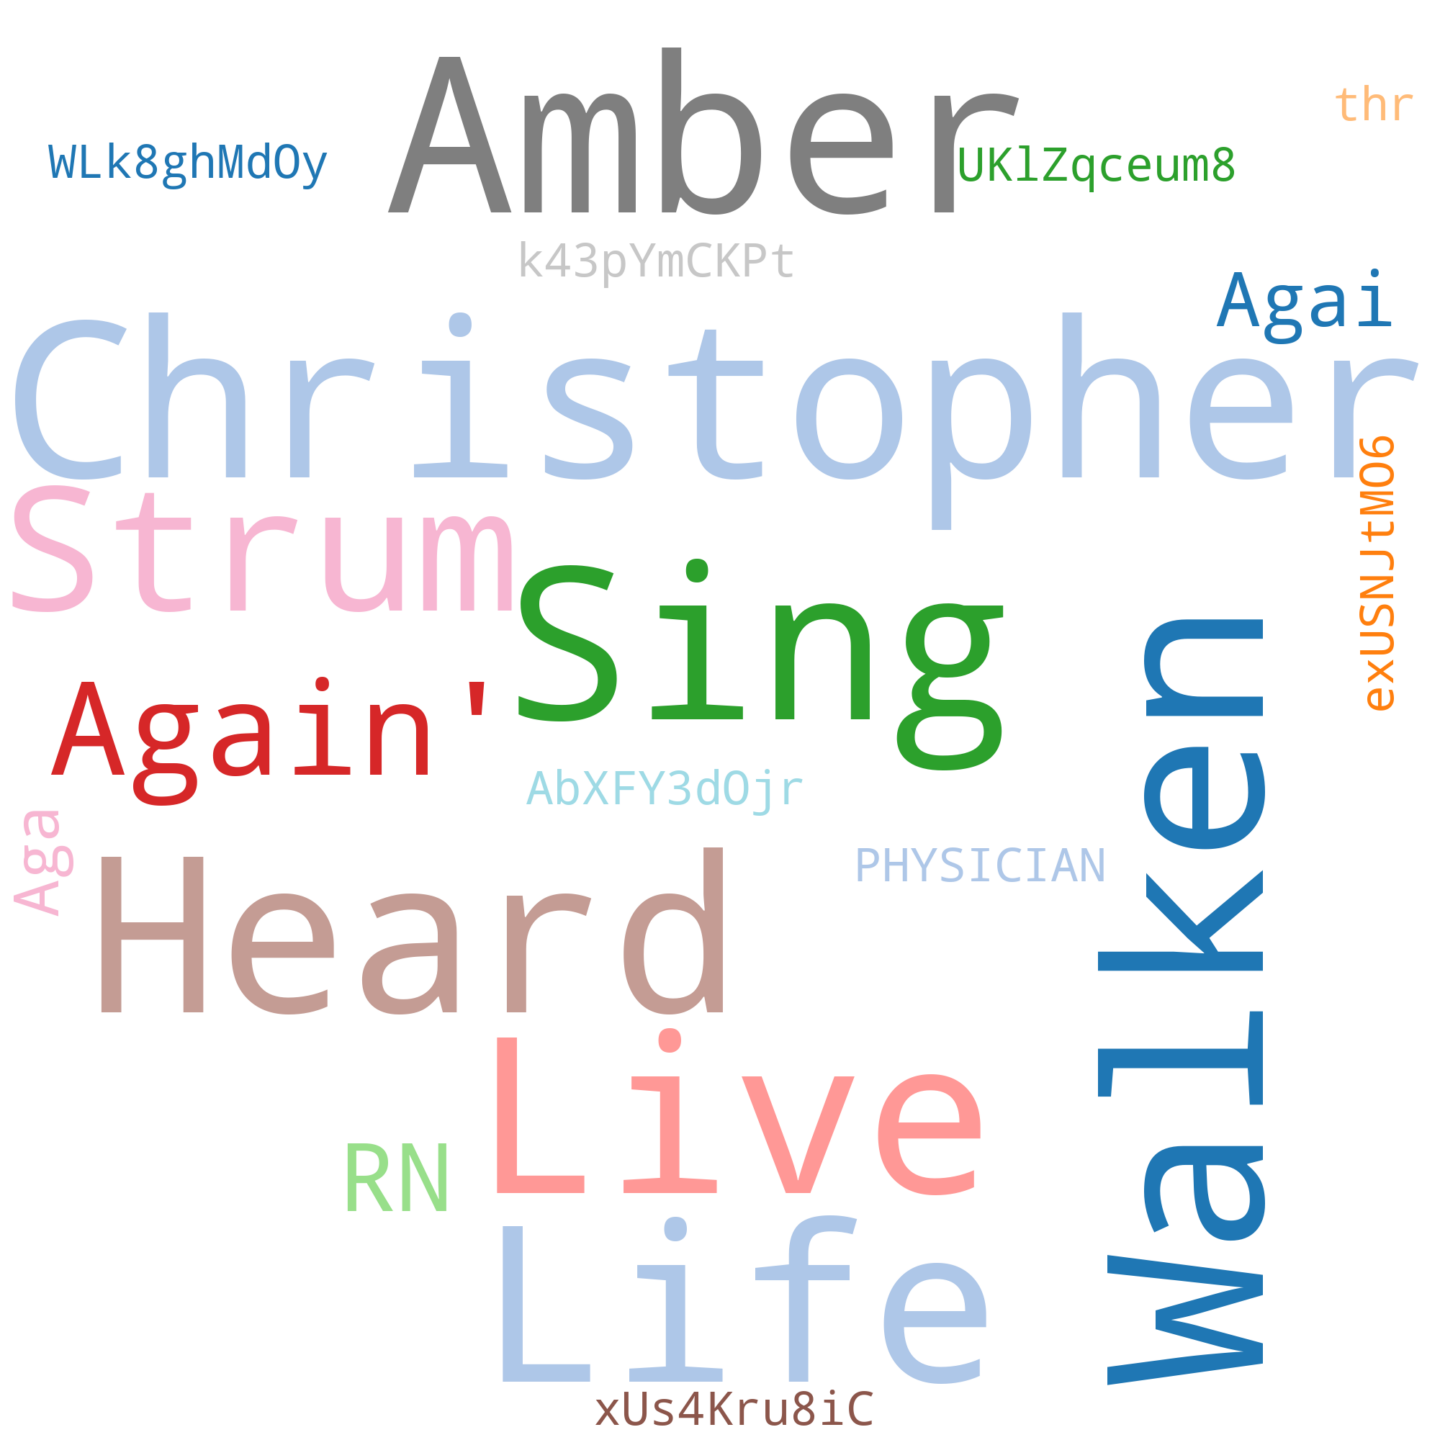 Amber
thr
WLk8ghMdOy
UKlZqceum8
k43pYmCKPt
Agai
Christopher
exUSNJtMO6
Strum
Sing
Again'
Walken
AbXFY3dOjr
Aga
PHYSICIAN
Heard
Live
RN
Life
xUs4Kru8iC